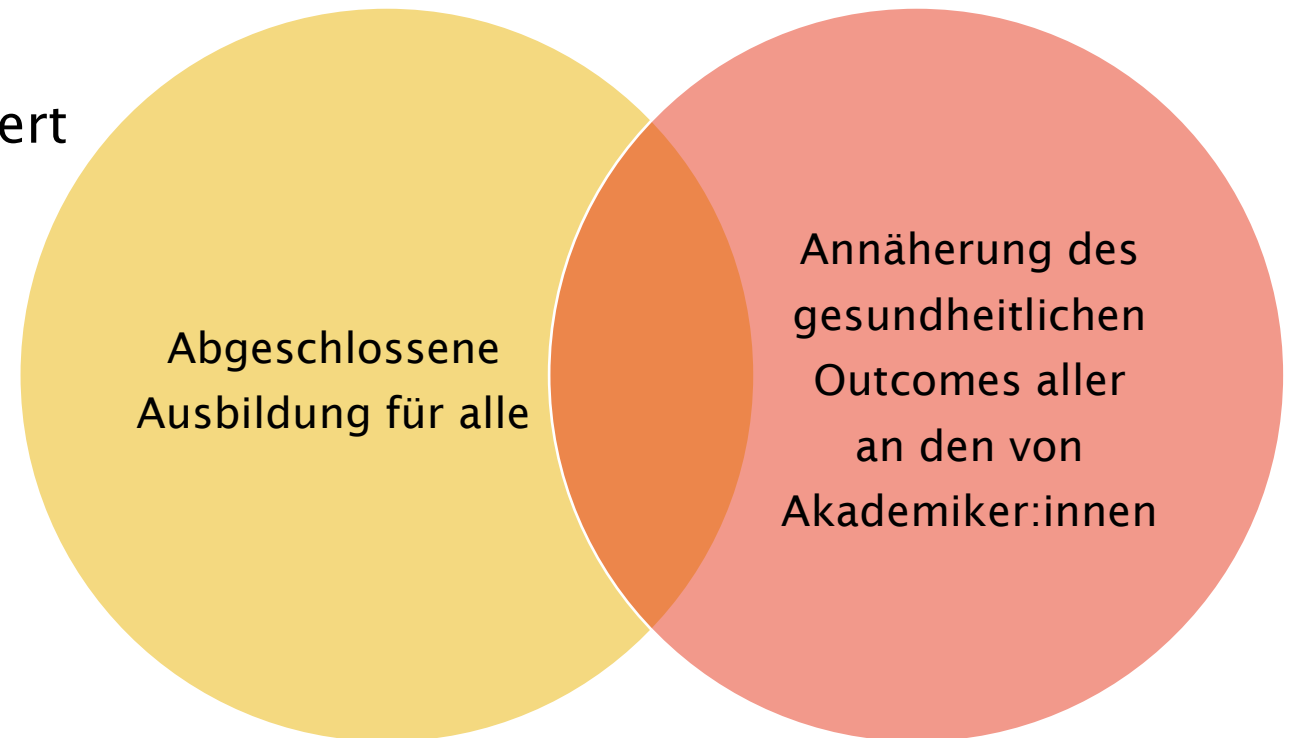 ert
Abgeschlossene
Ausbildung für alle
Annäherung des
gesundheitlichen
Outcomes aller
an den von
Akademiker:innen